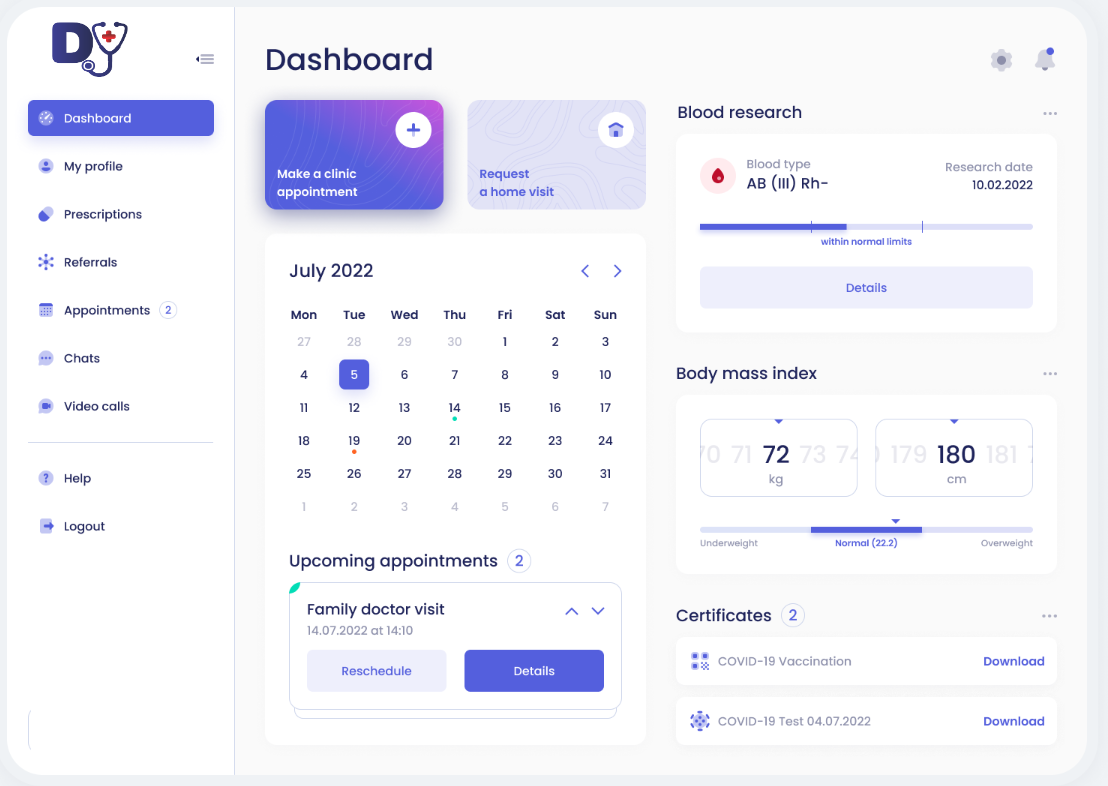 D
Dashboard
My profile
Prescriptions
Referrals
Appointments 2
Chats
Video calls
? Help
Logout
Dashboard
Make a clinic
appointment
Request
a home visit
July 2022
Mon Tue Wed Thu Fri Sat Sun
27 28 29 30 1 2 3
4 5 6 7 8 9 10
11 12 13 14 15 16 17
18 19 20 21 22 23 24
25 26 27 28 29 30 31
1 2 3 4 5 6 7
Upcoming appointments 2
Family doctor visit
14.07.2022 at 14:10
Reschedule Details
Blood research
Blood type
AB (III) Rh-
Research date
10.02.2022
within normal limits
Details
Body mass index
70 71 72 73 74
kg
179 180 181
cm
Underweight Normal (22.2) Overweight
Certificates 2
COVID-19 Vaccination Download
COVID-19 Test 04.07.2022 Download